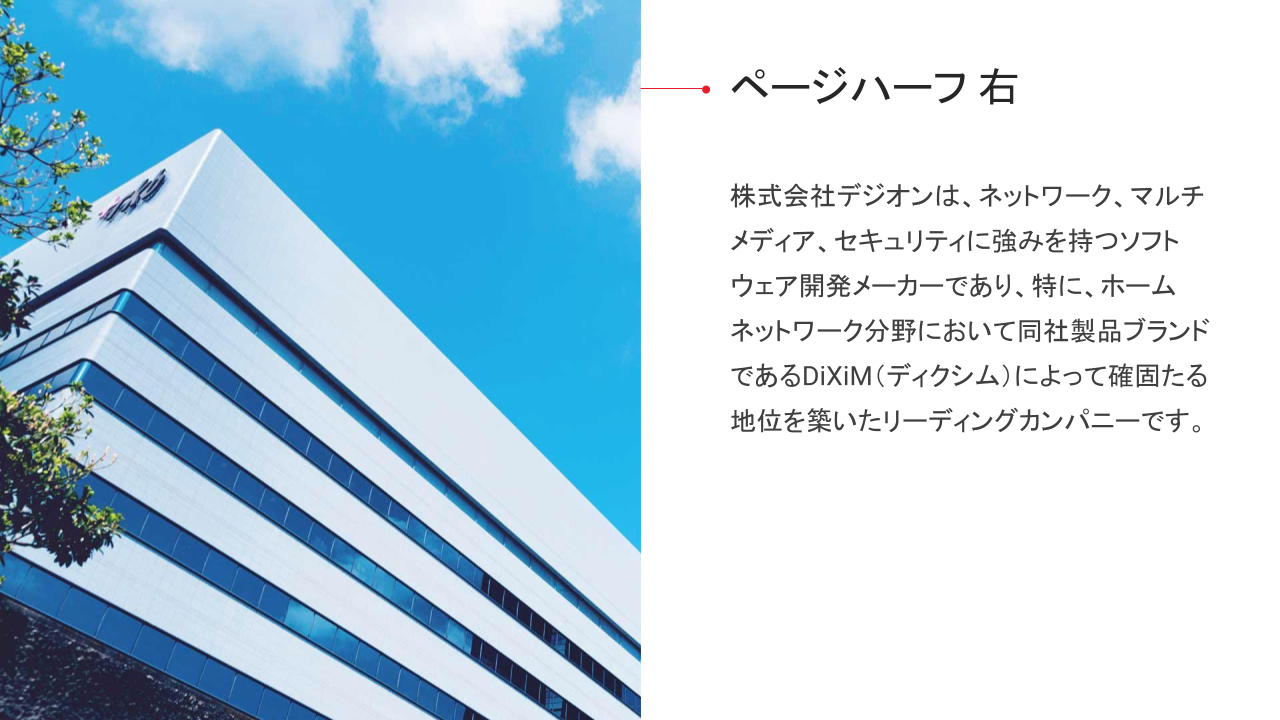 ページハーフ 右
株式会社デジオンは、ネットワーク、マルチ
メディア、セキュリティに強みを持つソフト
ウェア開発メーカーであり、特に、ホーム
ネットワーク分野において同社製品ブランド
であるDiXiM（ディクシム）によって確固たる
地位を築いたリーディングカンパニーです。